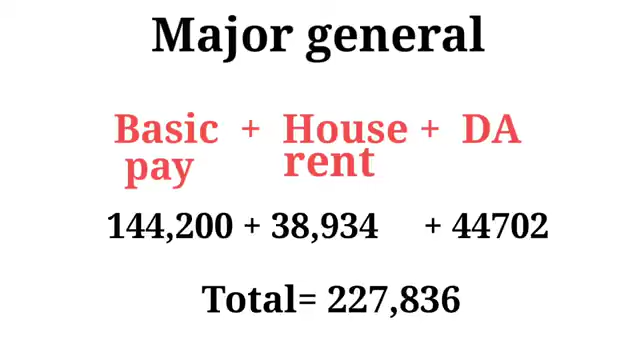 Major general
Basic + House + DA
pay rent
144,200 + 38,934 + 44702
Total= 227,836